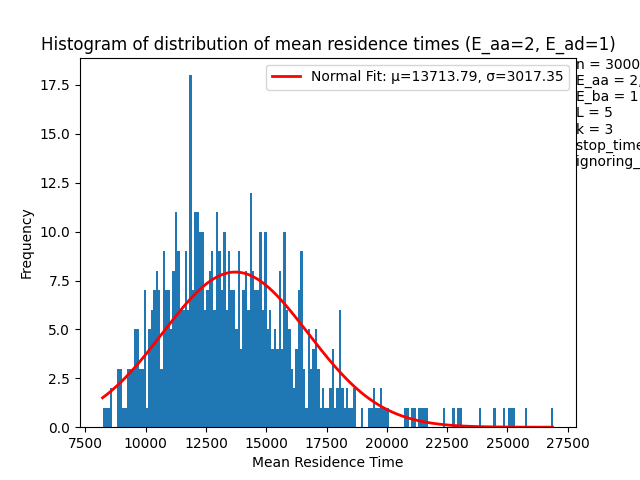 Histogram of distribution of mean residence times (E_aa=2, E_ad=1)
Normal Fit: μ=13713.79, σ=3017.35
n = 3000
E_aa = 2,
E_ba = 1
L = 5
k = 3
stop_time
ignoring_
Frequency
17.5
15.0
12.5
10.0
7.5
5.0
2.5
0.0
7500 10000 12500 15000 17500 20000 22500 25000 27500
Mean Residence Time